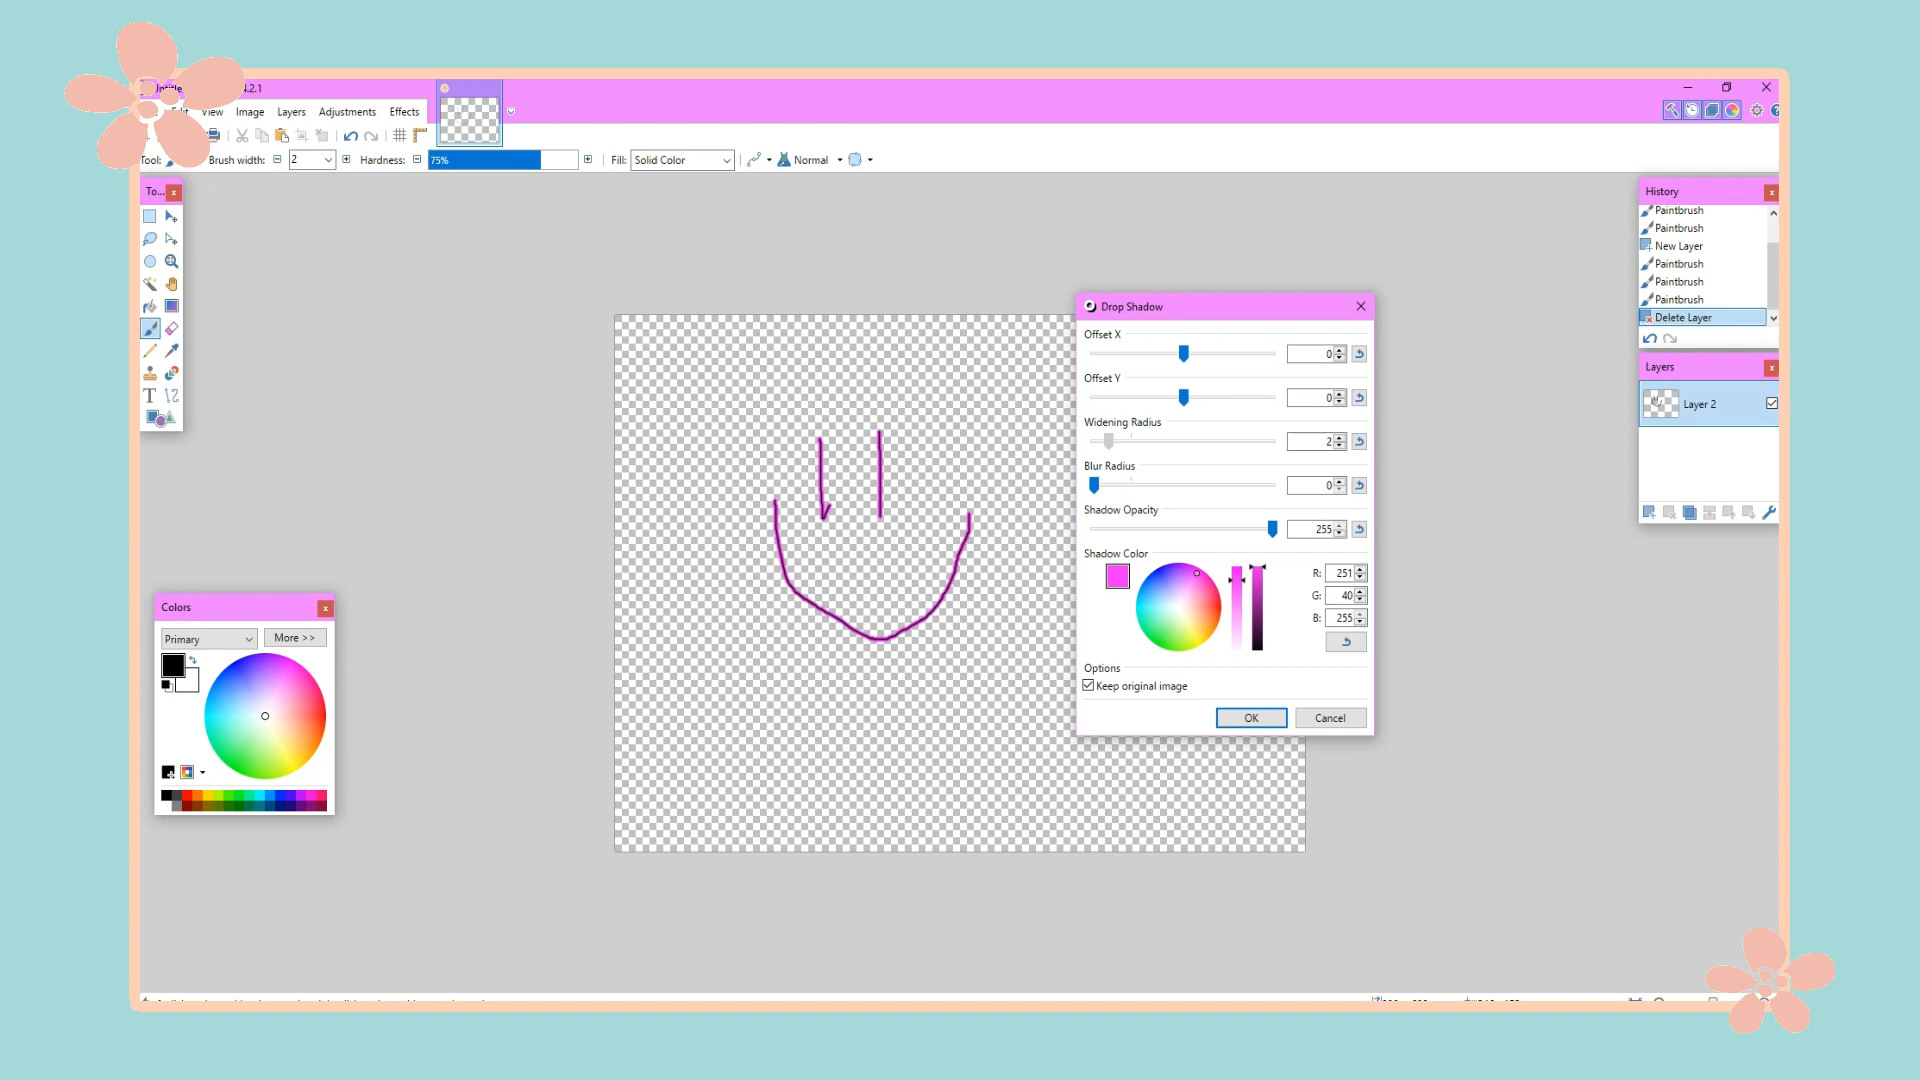 4.2.1
View Image Layers Adjustments Effects
Tool: Brush width: 2 Hardness: 75% Fill: Solid Color Normal
To...
History
Paintbrush
Paintbrush
New Layer
Paintbrush
Paintbrush
Paintbrush
Delete Layer
Layers
Layer 2
Drop Shadow
Offset X
0
Offset Y
0
Widening Radius
2
Blur Radius
0
Shadow Opacity
255
Shadow Color
R: 251
G: 40
B: 255
Options
Keep original image
OK Cancel
Colors
Primary More >>